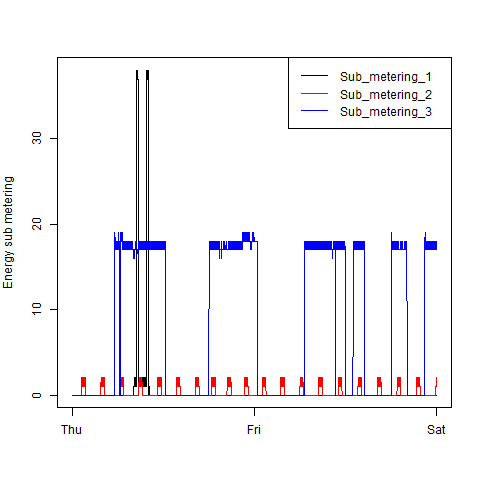 Sub_metering_1
Sub_metering_2
Sub_metering_3
Energy sub metering
30
20
10
0
Thu Fri Sat